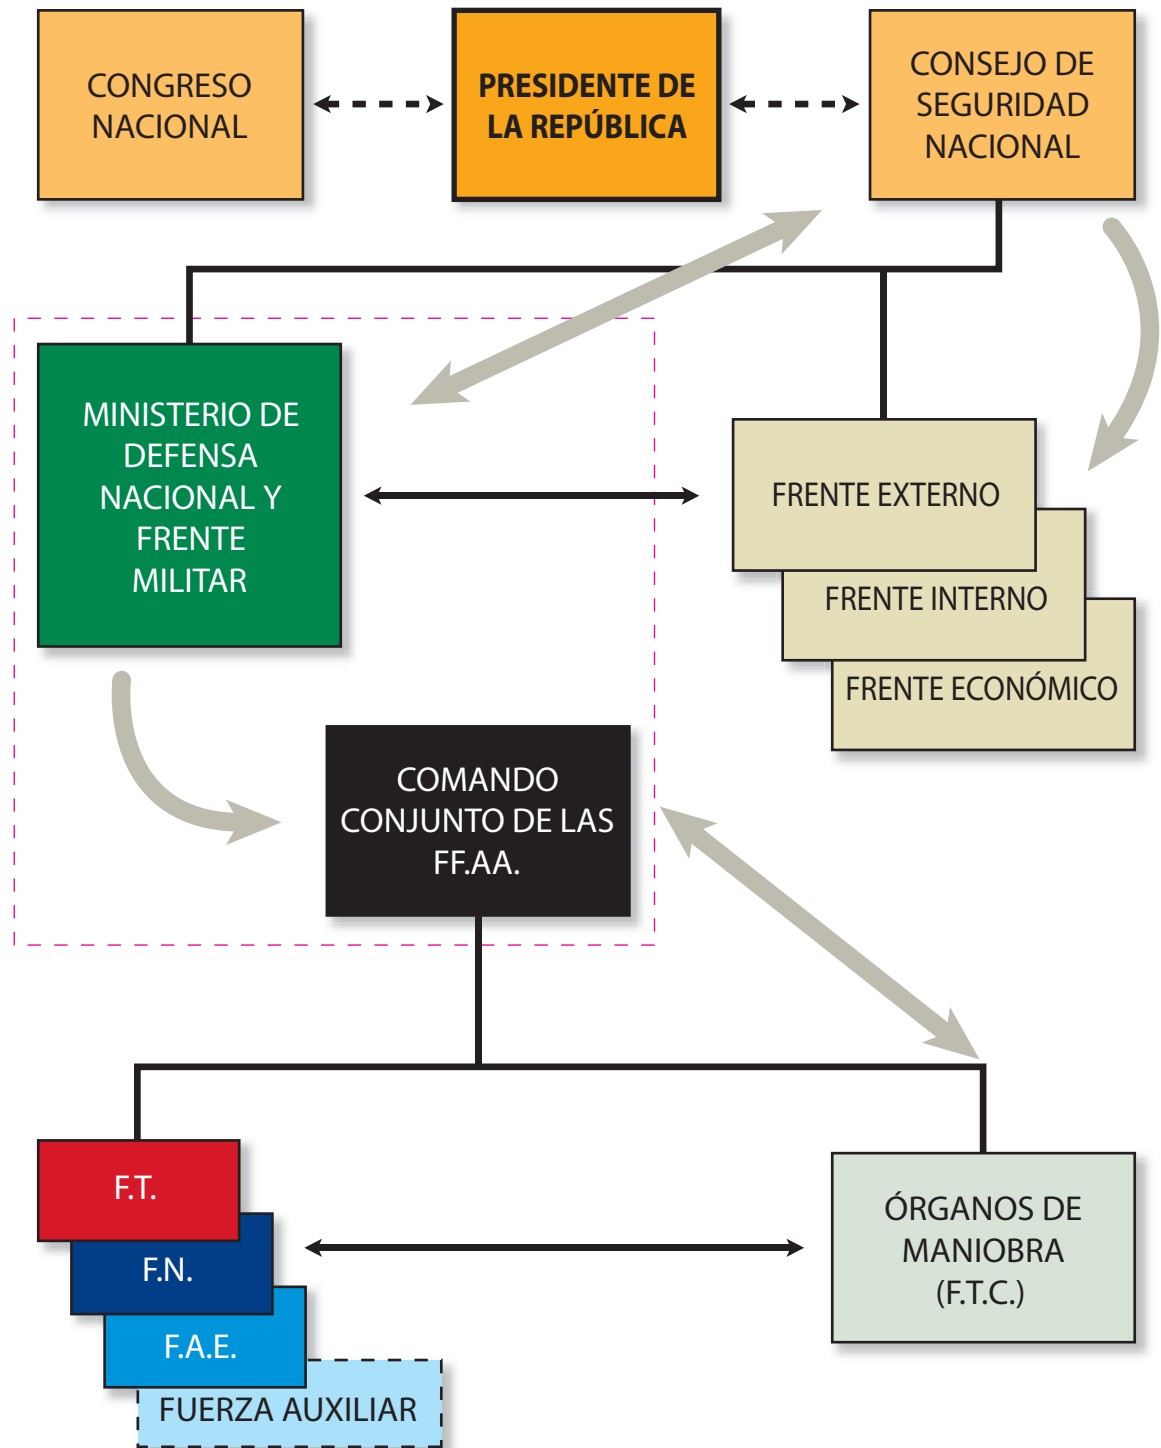 CONGRESO
NACIONAL
PRESIDENTE DE
LA REPÚBLICA
CONSEJO DE
SEGURIDAD
NACIONAL
MINISTERIO DE
DEFENSA
NACIONAL Y
FRENTE
MILITAR
FRENTE EXTERNO
FRENTE INTERNO
FRENTE ECONÓMICO
COMANDO
CONJUNTO DE LAS
FF.AA.
F.T.
F.N.
F.A.E.
FUERZA AUXILIAR
ÓRGANOS DE
MANIOBRA
(F.T.C.)